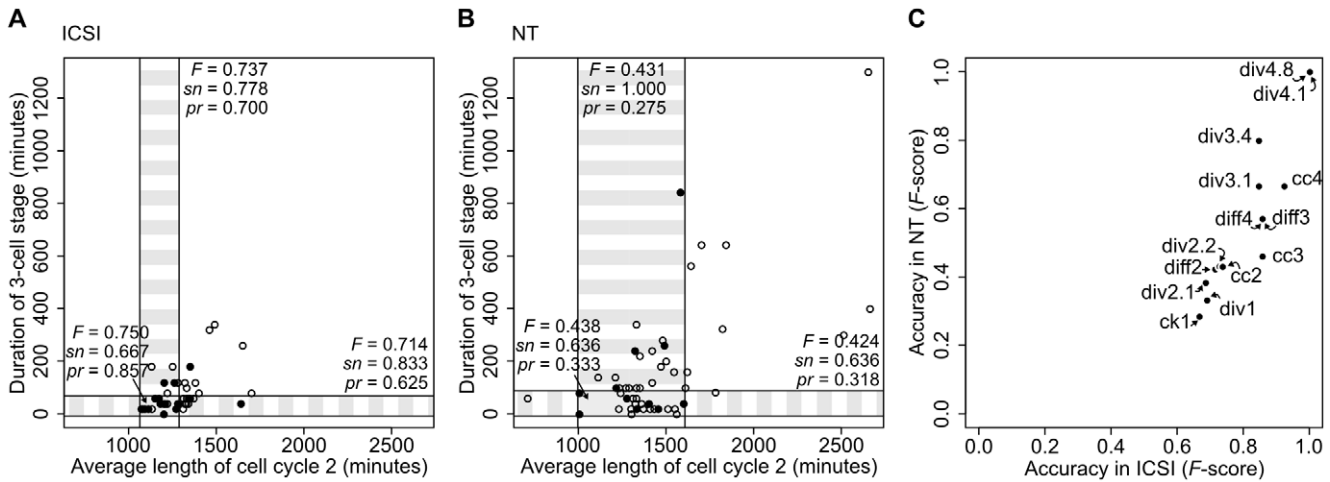 A
ICSI
F = 0.737
sn = 0.778
pr = 0.700
F = 0.750
sn = 0.667
pr = 0.857
F = 0.714
sn = 0.833
pr = 0.625
Duration of 3-cell stage (minutes)
0 200 400 600 800 1000 1200
1000 1500 2000 2500
Average length of cell cycle 2 (minutes)
B
NT
F = 0.431
sn = 1.000
pr = 0.275
F = 0.438
sn = 0.636
pr = 0.333
F = 0.424
sn = 0.636
pr = 0.318
Duration of 3-cell stage (minutes)
0 200 400 600 800 1000 1200
1000 1500 2000 2500
Average length of cell cycle 2 (minutes)
C
div4.8
div4.1
div3.4
div3.1 cc4
diff4 diff3
div2.2
diff2 cc2 cc3
div2.1
ck1 div1
Accuracy in NT (F-score)
0.0 0.2 0.4 0.6 0.8 1.0
0.0 0.2 0.4 0.6 0.8 1.0
Accuracy in ICSI (F-score)